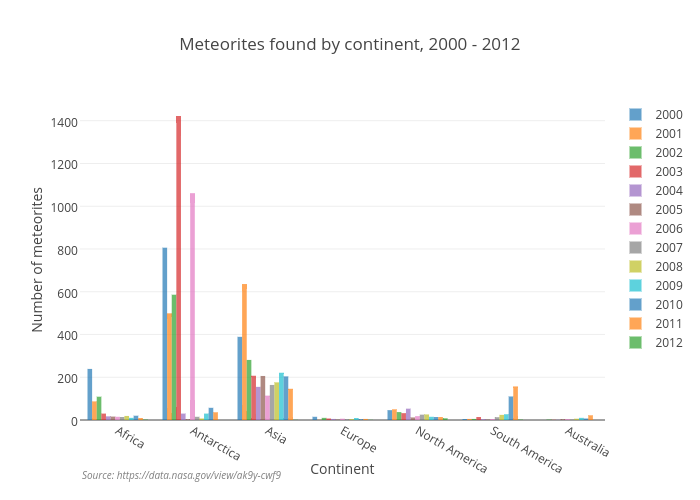 Meteorites found by continent, 2000 - 2012
Number of meteorites
1400
1200
1000
800
600
400
200
0
Africa
Antarctica
Asia
Europe
North America
South America
Australia
Continent
Source: https://data.nasa.gov/view/ak9y-cwf9
2000
2001
2002
2003
2004
2005
2006
2007
2008
2009
2010
2011
2012